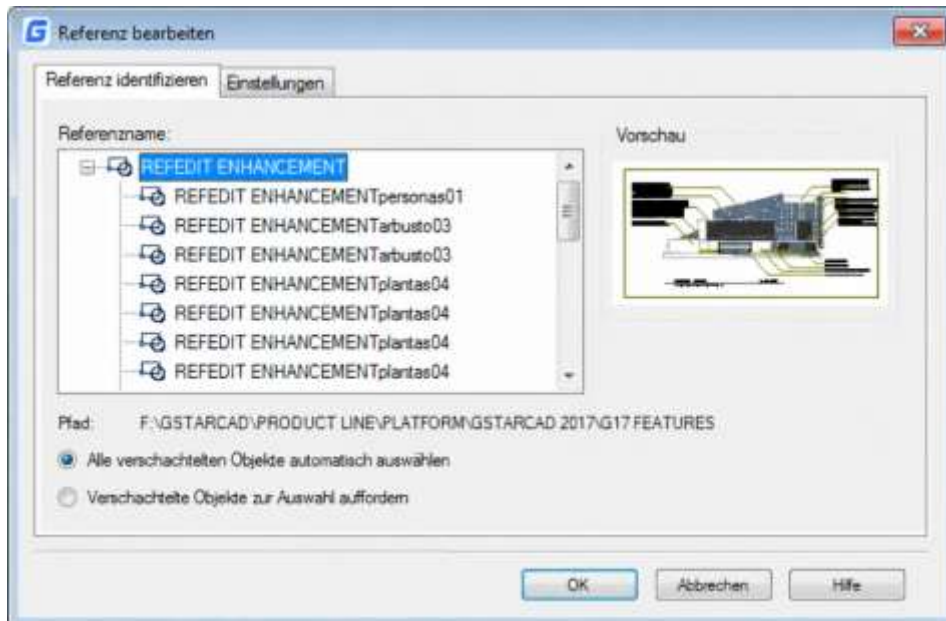 Referenz bearbeiten
Referenz identifizieren Einstellungen
Referenzname:
Vorschau
REFEDIT ENHANCEMENT
REFEDIT ENHANCEMENTpersonas01
REFEDIT ENHANCEMENTarbusto03
REFEDIT ENHANCEMENTarbusto03
REFEDIT ENHANCEMENTplantas04
REFEDIT ENHANCEMENTplantas04
REFEDIT ENHANCEMENTplantas04
REFEDIT ENHANCEMENTplantas04
Pfad: F:\GSTARCAD\PRODUCT LINE\PLATFORM\GSTARCAD 2017\G17 FEATURES
Alle verschachtelten Objekte automatisch auswählen
Verschachtelte Objekte zur Auswahl auffordern
OK Abbrechen Hilfe